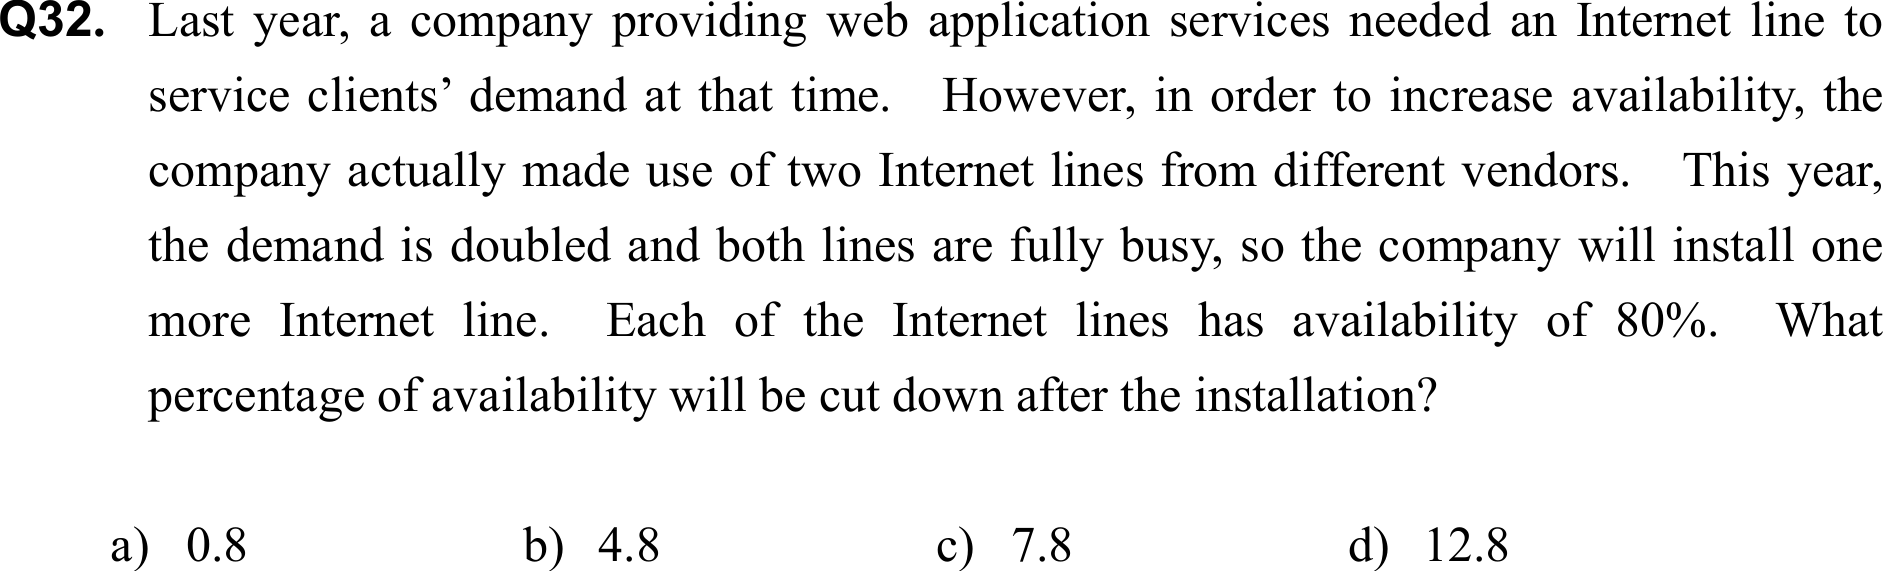 Q32. Last year, a company providing web application services needed an Internet line to
service clients’ demand at that time. However, in order to increase availability, the
company actually made use of two Internet lines from different vendors. This year,
the demand is doubled and both lines are fully busy, so the company will install one
more Internet line. Each of the Internet lines has availability of 80%. What
percentage of availability will be cut down after the installation?
a) 0.8 b) 4.8 c) 7.8 d) 12.8